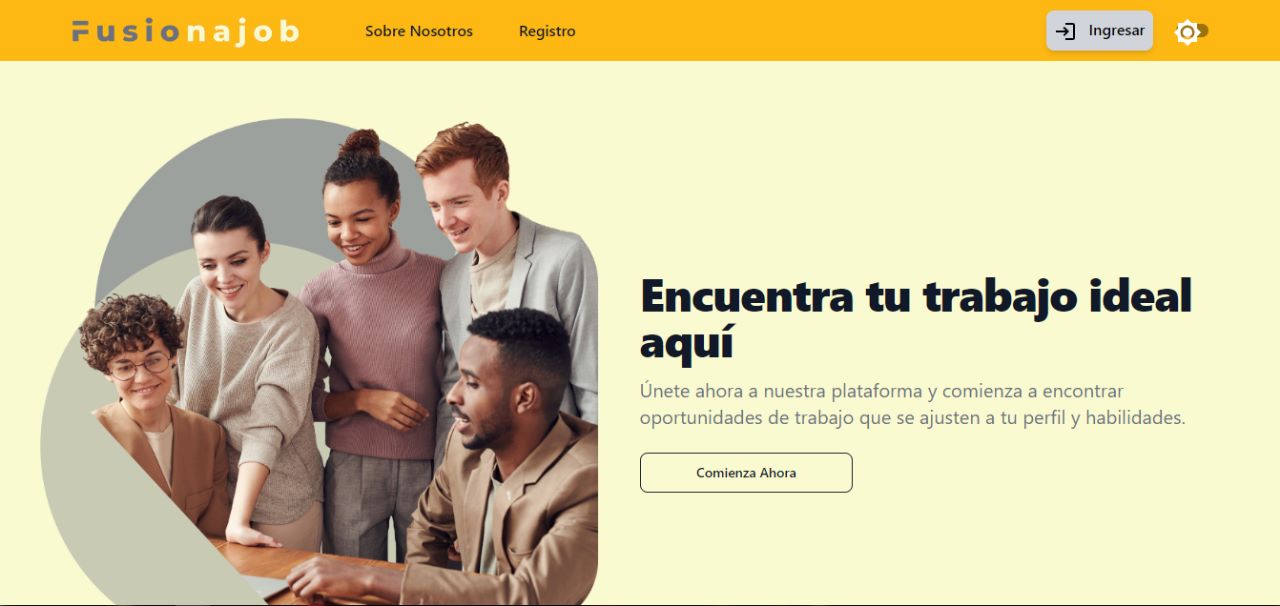 Fusionajob
Sobre Nosotros
Registro
Ingresar
Encuentra tu trabajo ideal
aquí
Únete ahora a nuestra plataforma y comienza a encontrar
oportunidades de trabajo que se ajusten a tu perfil y habilidades.
Comienza Ahora